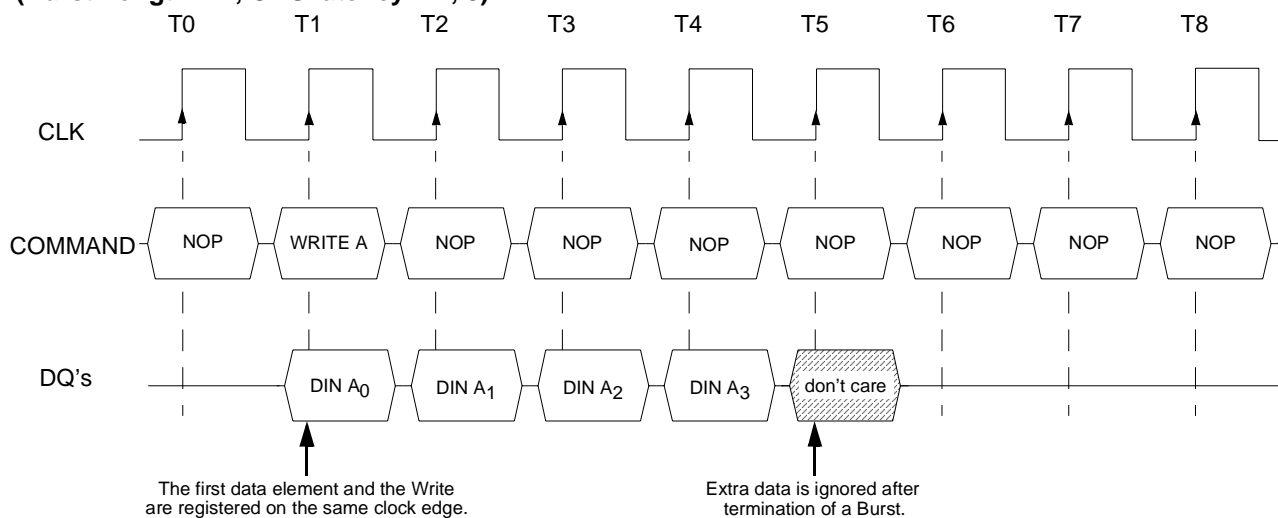 T0 T1 T2 T3 T4 T5 T6 T7 T8
CLK
COMMAND NOP WRITE A NOP NOP NOP NOP NOP NOP NOP
DQ's DIN A0 DIN A1 DIN A2 DIN A3 don't care
The first data element and the Write
are registered on the same clock edge.
Extra data is ignored after
termination of a Burst.